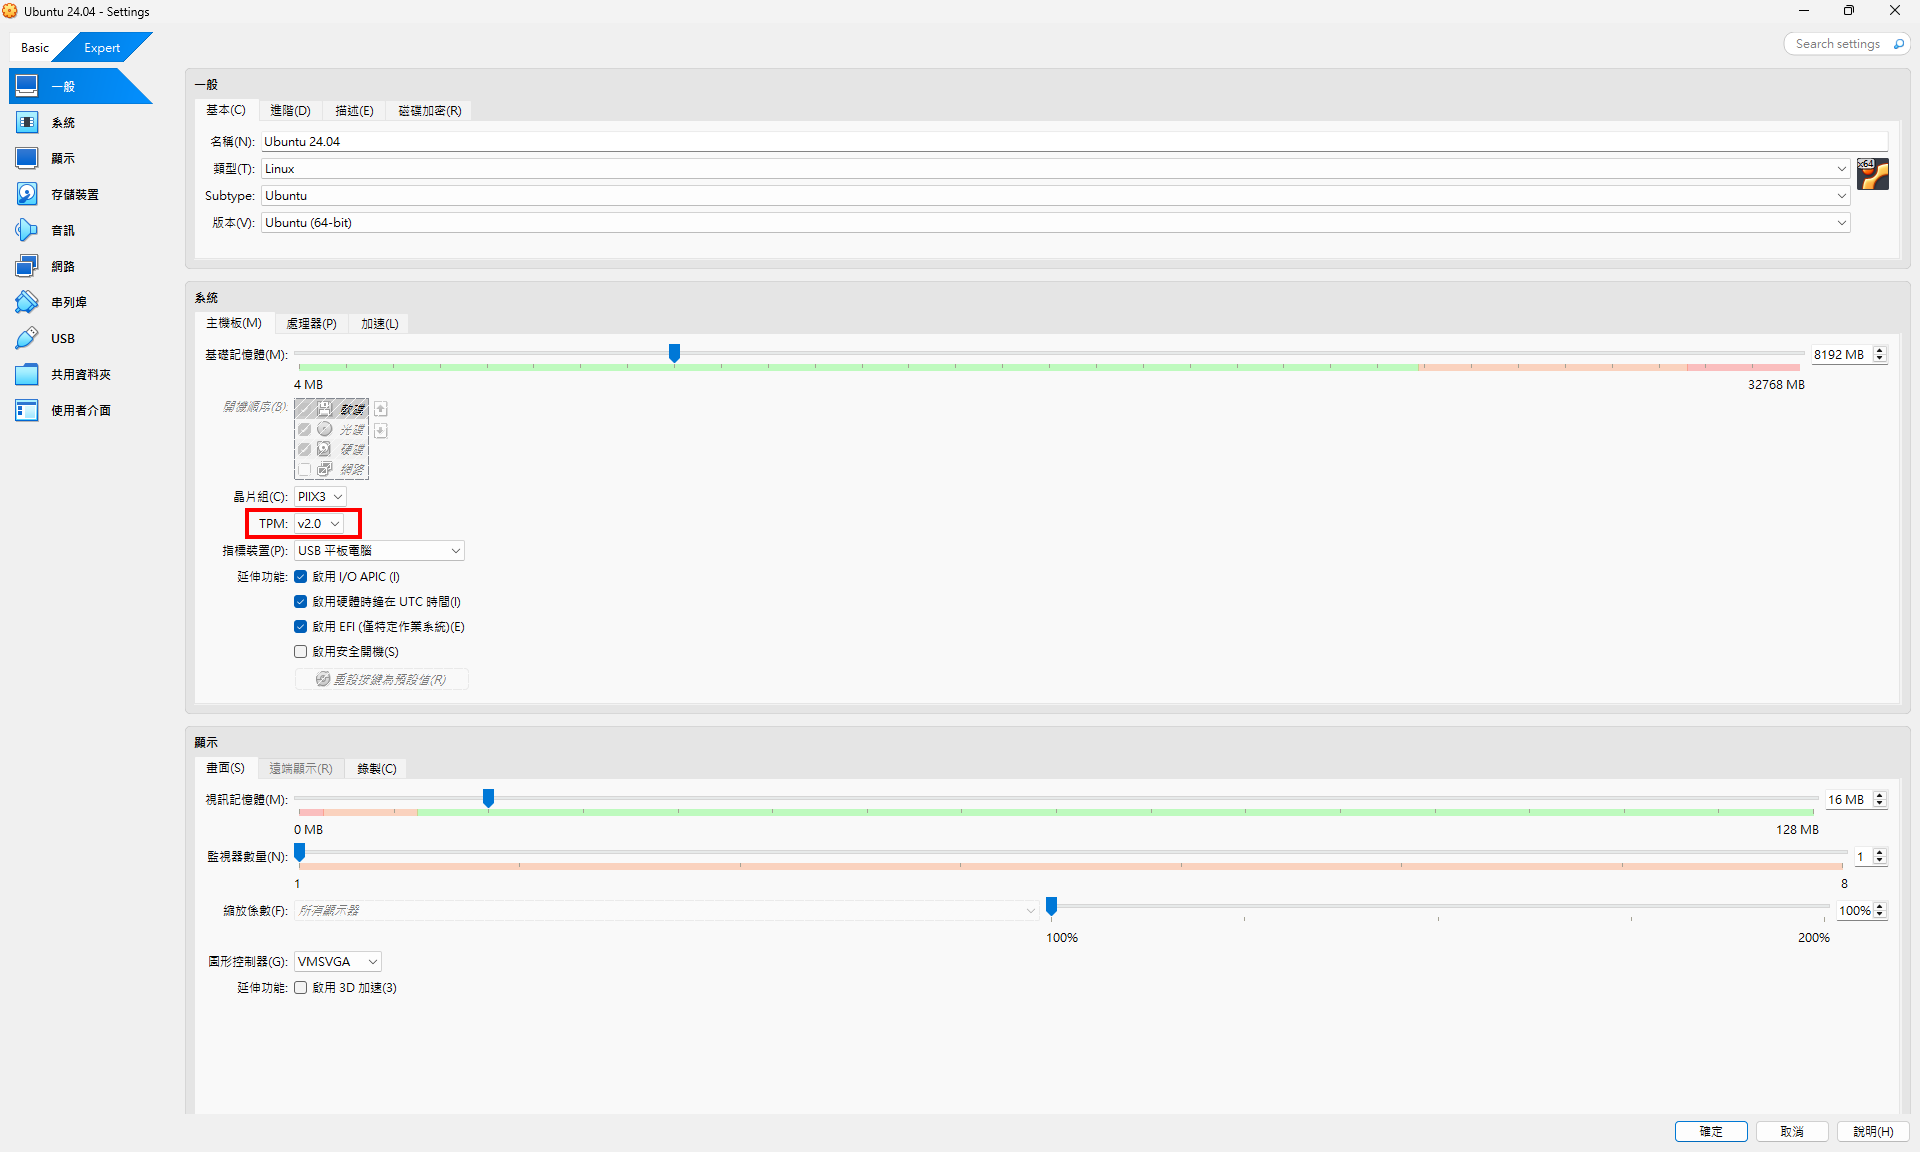 Ubuntu 24.04 - Settings
Basic Expert
Search settings
一般
系統
顯示
存儲裝置
音訊
網路
串列埠
USB
共用資料夾
使用者介面
一般
基本(C) 進階(D) 描述(E) 磁碟加密(R)
名稱(N): Ubuntu 24.04
類型(T): Linux
x64
Subtype: Ubuntu
版本(V): Ubuntu (64-bit)
系統
主機板(M) 處理器(P) 加速(L)
基礎記憶體(M): 8192 MB
4 MB 32768 MB
開機順序(B): 軟碟
光碟
硬碟
網路
晶片組(C): PIIX3
TPM: v2.0
指標裝置(P): USB 平板電腦
延伸功能: 啟用 I/O APIC (I)
啟用硬體時鐘在 UTC 時間(I)
啟用 EFI (僅特定作業系統)(E)
啟用安全開機(S)
重設按鍵為預設值(R)
顯示
畫面(S) 遠端顯示(R) 錄製(C)
視訊記憶體(M): 16 MB
0 MB 128 MB
監視器數量(N): 1
1 8
縮放係數(F): 所有顯示器 100%
100% 200%
圖形控制器(G): VMSVGA
延伸功能: 啟用 3D 加速(3)
確定 取消 說明(H)